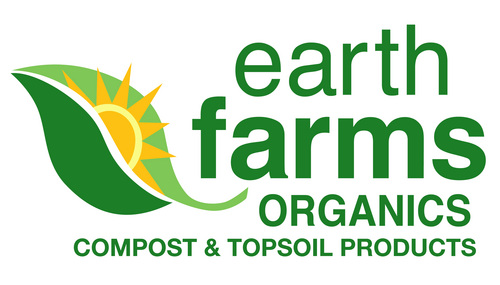 earth
farms
ORGANICS
COMPOST & TOPSOIL PRODUCTS